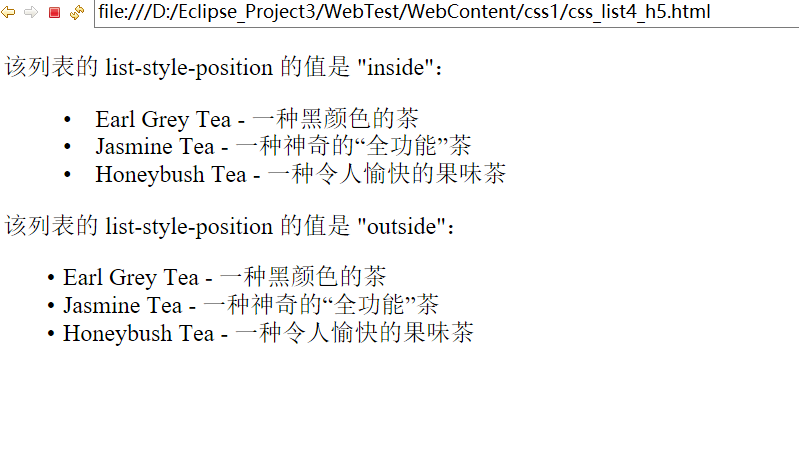 file:///D:/Eclipse_Project3/WebTest/WebContent/css1/css_list4_h5.html
该列表的 list-style-position 的值是 "inside"：
• Earl Grey Tea - 一种黑颜色的茶
• Jasmine Tea - 一种神奇的“全功能”茶
• Honeybush Tea - 一种令人愉快的果味茶
该列表的 list-style-position 的值是 "outside"：
• Earl Grey Tea - 一种黑颜色的茶
• Jasmine Tea - 一种神奇的“全功能”茶
• Honeybush Tea - 一种令人愉快的果味茶